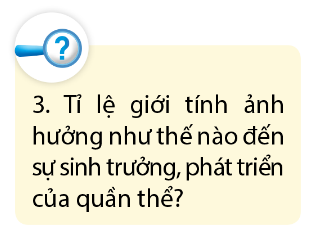 ?
3. Tỉ lệ giới tính ảnh
hưởng như thế nào đến
sự sinh trưởng, phát triển
của quần thể?